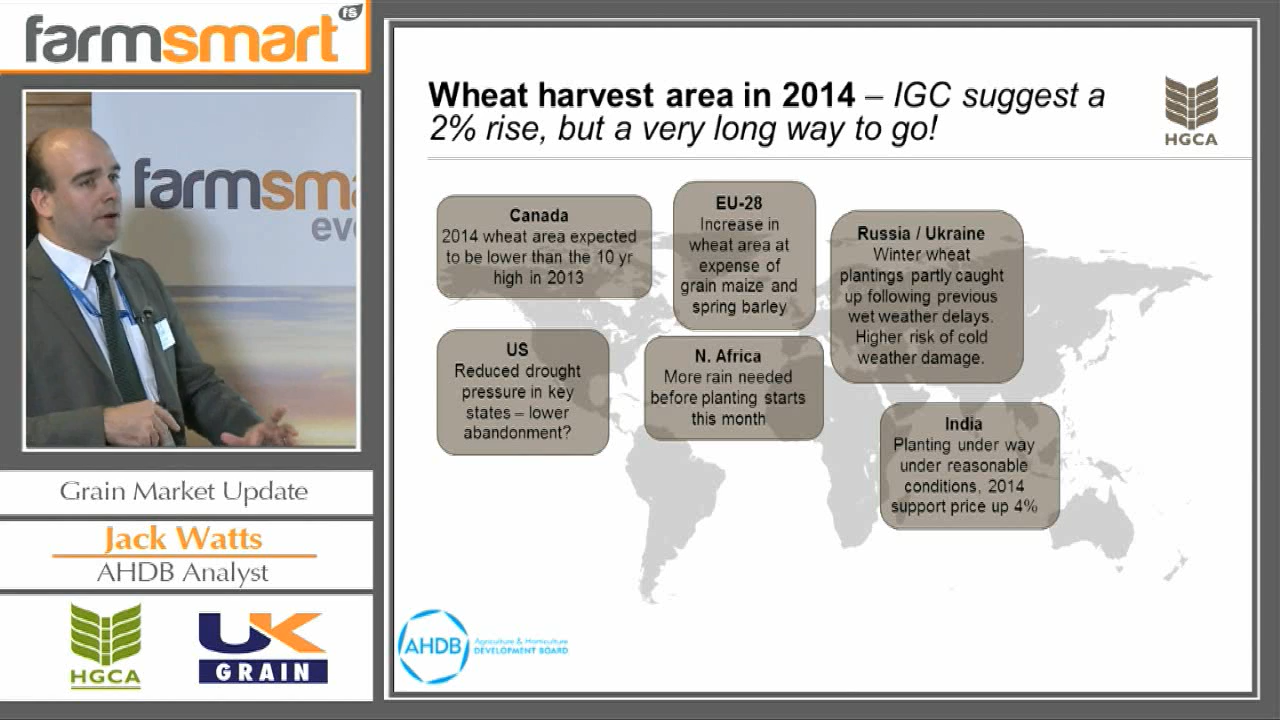 farmsmart fs
farmsma
eve
Grain Market Update
Jack Watts
AHDB Analyst
HGCA
UK
GRAIN
Wheat harvest area in 2014 – IGC suggest a
2% rise, but a very long way to go!
HGCA
Canada
2014 wheat area expected
to be lower than the 10 yr
high in 2013
EU-28
Increase in
wheat area at
expense of
grain maize and
spring barley
Russia / Ukraine
Winter wheat
plantings partly caught
up following previous
wet weather delays.
Higher risk of cold
weather damage.
US
Reduced drought
pressure in key
states – lower
abandonment?
N. Africa
More rain needed
before planting starts
this month
India
Planting under way
under reasonable
conditions, 2014
support price up 4%
AHDB
Agriculture & Horticulture
DEVELOPMENT BOARD